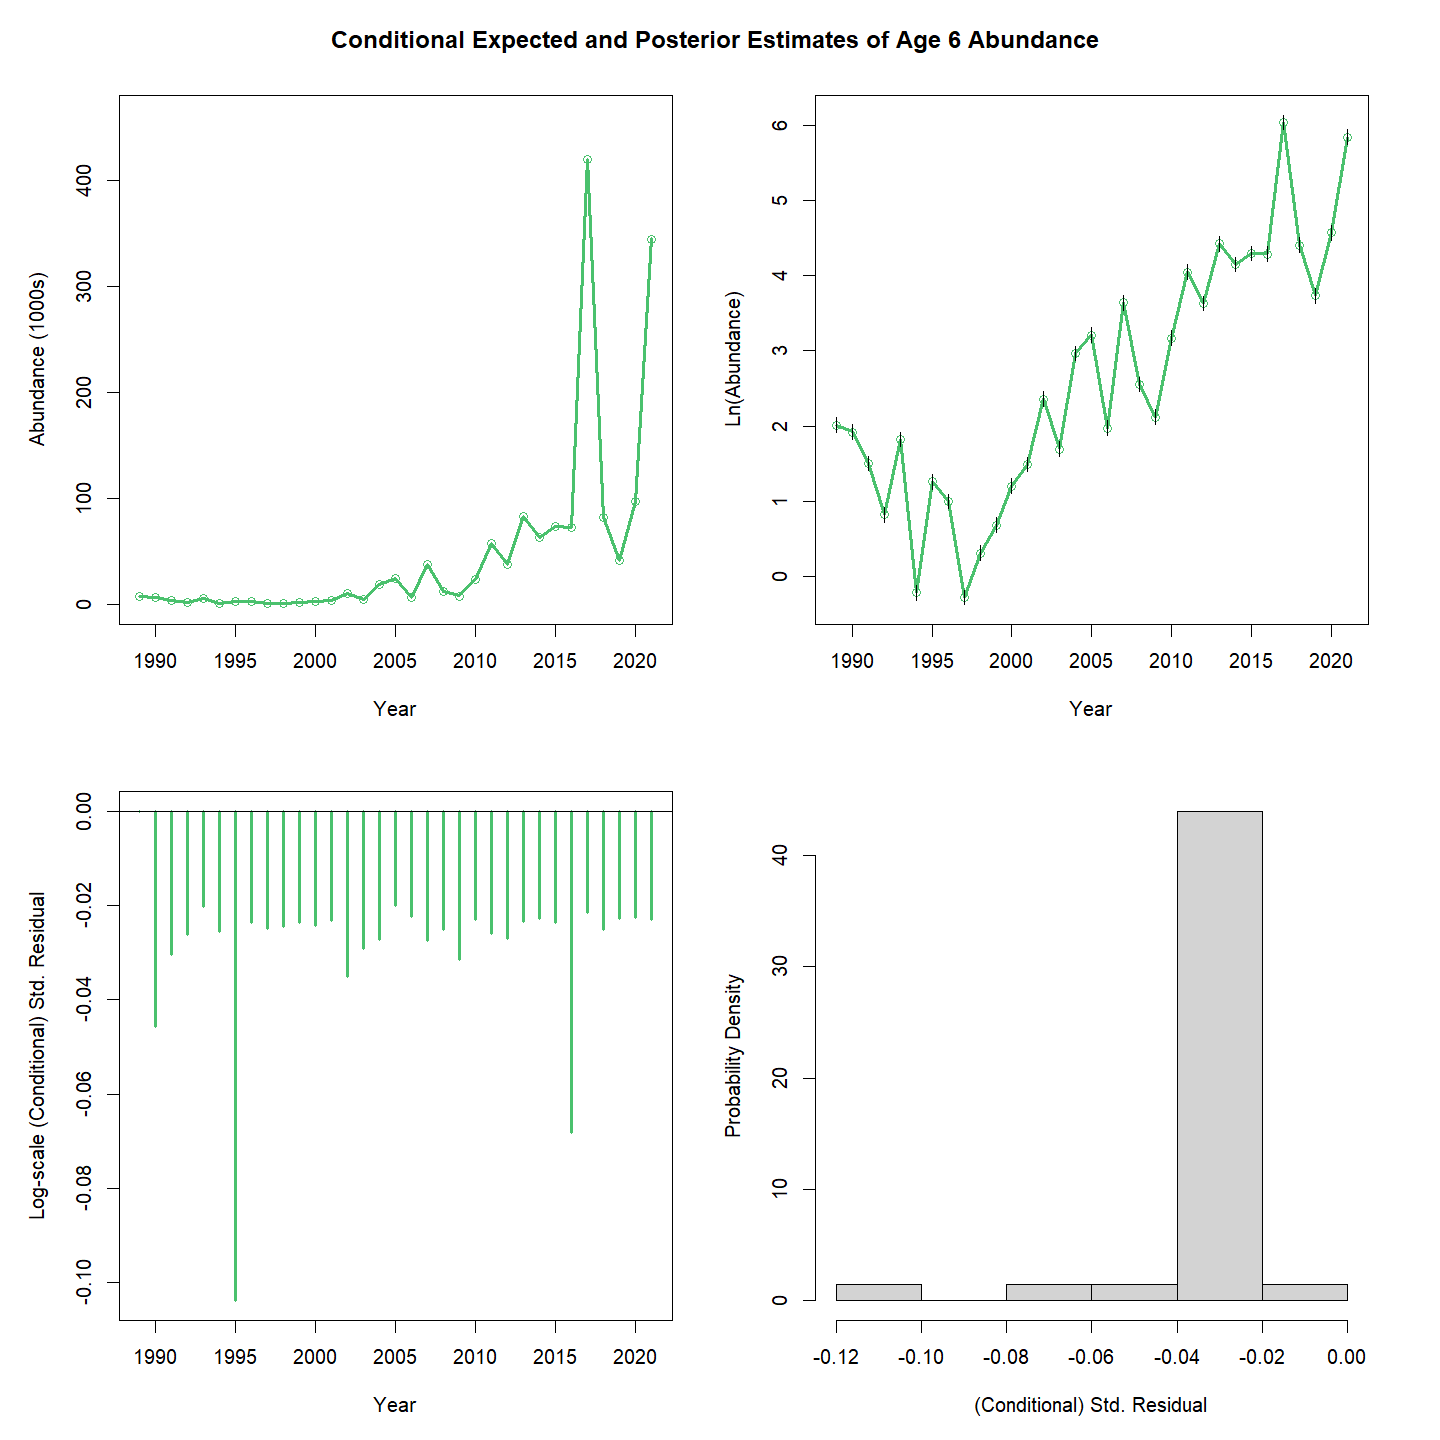 Conditional Expected and Posterior Estimates of Age 6 Abundance
Abundance (1000s)
400
300
200
100
0
1990 1995 2000 2005 2010 2015 2020
Year
Ln(Abundance)
6
5
4
3
2
1
0
1990 1995 2000 2005 2010 2015 2020
Year
Log-scale (Conditional) Std. Residual
0.00
-0.02
-0.04
-0.06
-0.08
-0.10
1990 1995 2000 2005 2010 2015 2020
Year
Probability Density
40
30
20
10
0
-0.12 -0.10 -0.08 -0.06 -0.04 -0.02 0.00
(Conditional) Std. Residual